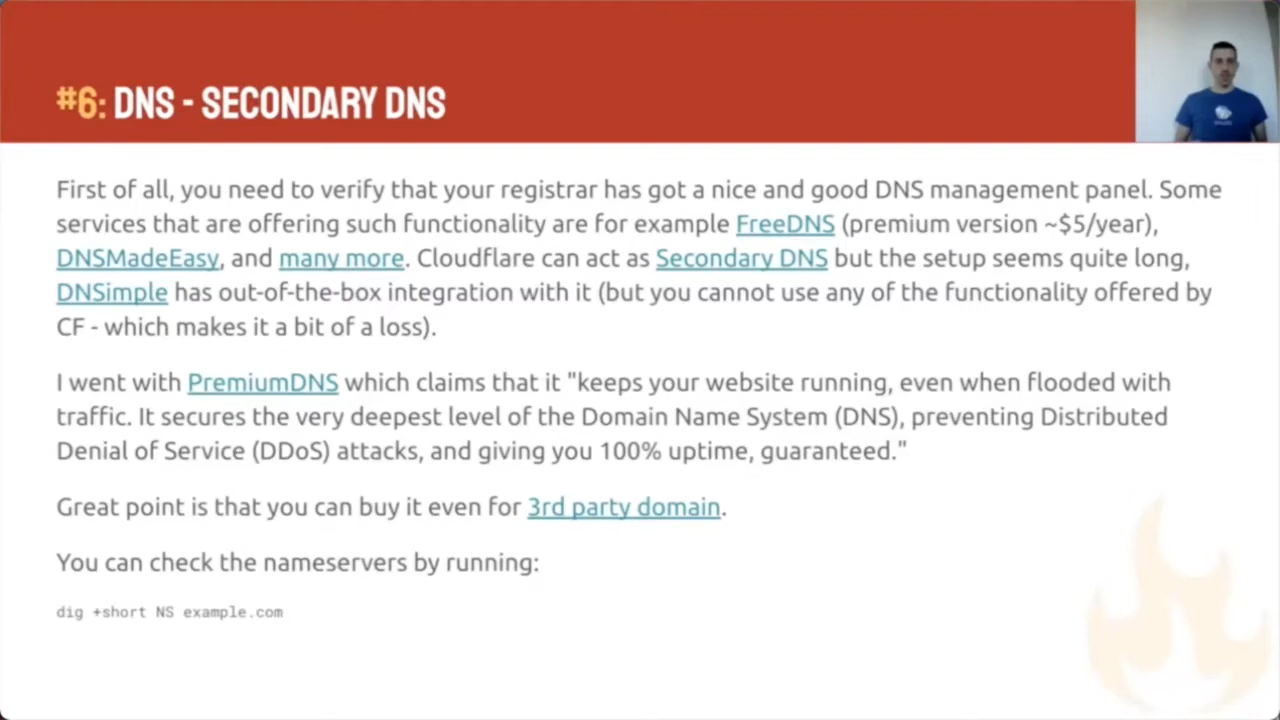 #6: DNS - SECONDARY DNS
First of all, you need to verify that your registrar has got a nice and good DNS management panel. Some
services that are offering such functionality are for example FreeDNS (premium version ~$5/year),
DNSMadeEasy, and many more. Cloudflare can act as Secondary DNS but the setup seems quite long,
DNSimple has out-of-the-box integration with it (but you cannot use any of the functionality offered by
CF - which makes it a bit of a loss).
I went with PremiumDNS which claims that it "keeps your website running, even when flooded with
traffic. It secures the very deepest level of the Domain Name System (DNS), preventing Distributed
Denial of Service (DDoS) attacks, and giving you 100% uptime, guaranteed."
Great point is that you can buy it even for 3rd party domain.
You can check the nameservers by running:
dig +short NS example.com